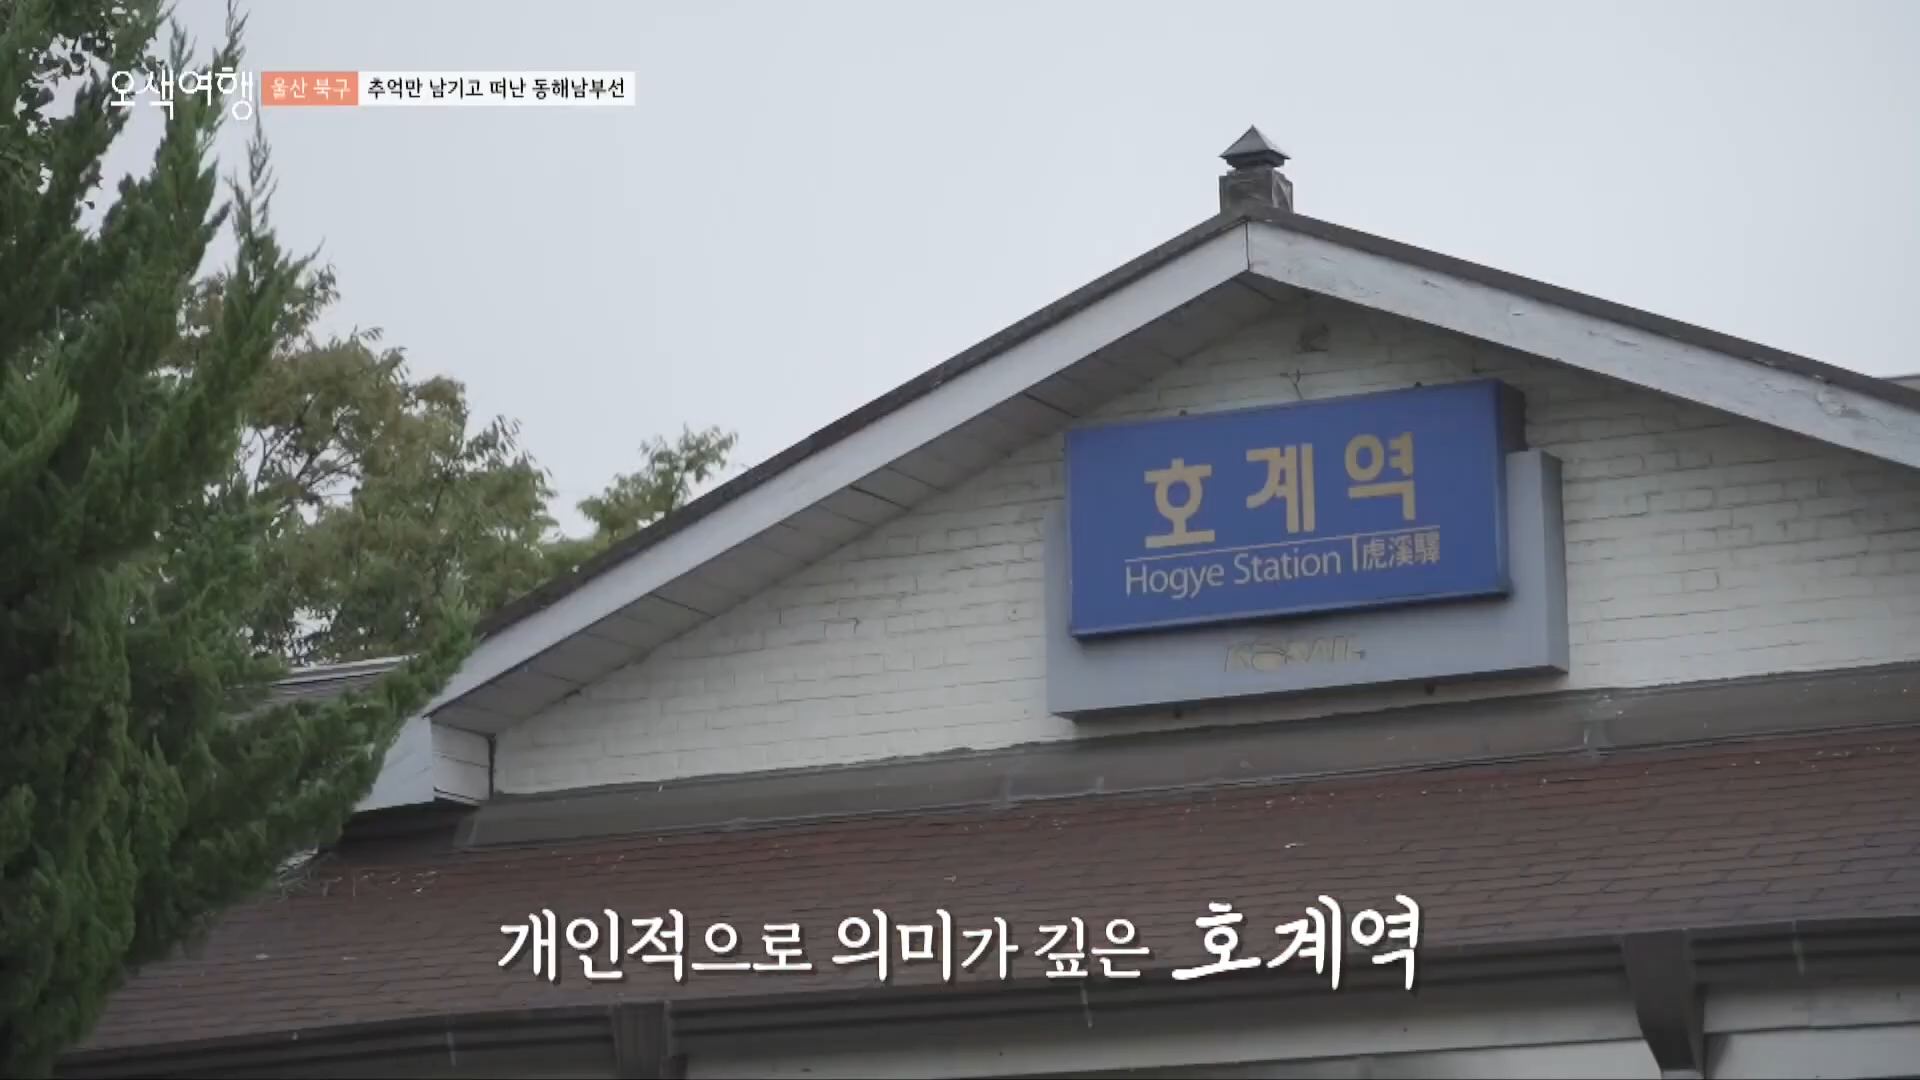 오색여행 울산 북구 추억만 남기고 떠난 동해남부선
호계역
Hogye Station 虎溪驛
KORAIL
개인적으로 의미가 깊은 호계역